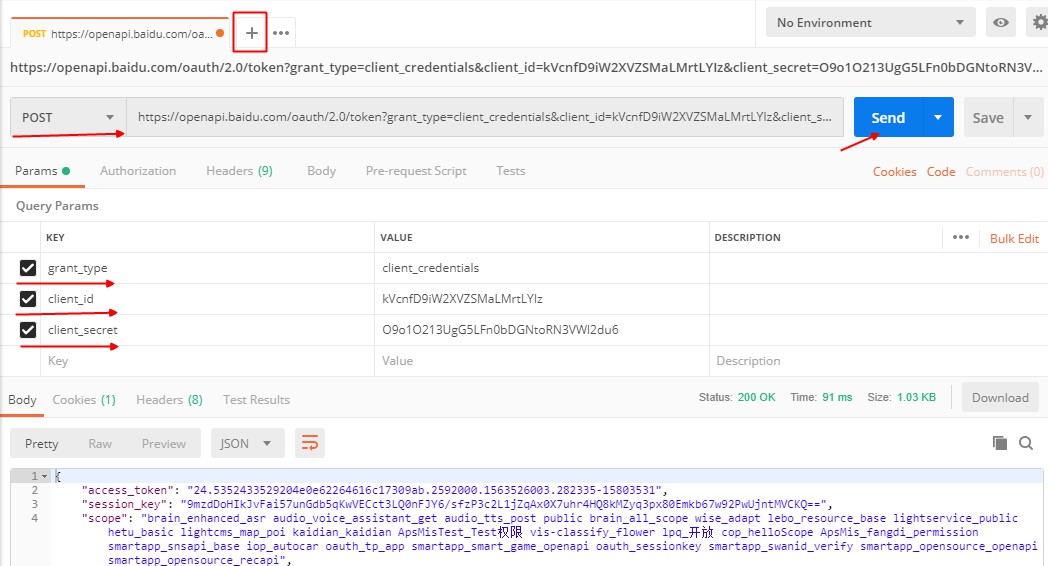 POST https://openapi.baidu.com/oa...
No Environment
https://openapi.baidu.com/oauth/2.0/token?grant_type=client_credentials&client_id=kVcnfD9iW2XVZSMaLMrtLYIz&client_secret=O9o1O213UgG5LFn0bDGNtoRN3V...
POST https://openapi.baidu.com/oauth/2.0/token?grant_type=client_credentials&client_id=kVcnfD9iW2XVZSMaLMrtLYIz&client_s... Send Save
Params Authorization Headers (9) Body Pre-request Script Tests Cookies Code Comments (0)
Query Params
KEY VALUE DESCRIPTION Bulk Edit
grant_type client_credentials
client_id kVcnfD9iW2XVZSMaLMrtLYIz
client_secret O9o1O213UgG5LFn0bDGNtoRN3VWI2du6
Key Value Description
Body Cookies (1) Headers (8) Test Results Status: 200 OK Time: 91 ms Size: 1.03 KB Download
Pretty Raw Preview JSON
1 {
2 "access_token": "24.5352433529204e0e62264616c17309ab.2592000.1563526003.282335-15803531",
3 "session_key": "9mzdDoHIkJvFai57unGdb5qKwVECct3LQ0nFJY6/sfzP3c2L1jZqAx0X7uhr4HQ8kMZyq3px80Emkb67w92PwUjntMVCKQ==",
4 "scope": "brain_enhanced_asr audio_voice_assistant_get audio_tts_post public brain_all_scope wise_adapt lebo_resource_base lightservice_public
hetu_basic lightcms_map_poi kaidian_kaidian ApsMisTest_Test权限 vis-classify_flower lpq_开放 cop_helloScope ApsMis_fangdi_permission
smartapp_snsapi_base iop_autocar oauth_tp_app smartapp_smart_game_openapi oauth_sessionkey smartapp_swanid_verify smartapp_opensource_openapi
smartapp_opensource_recapi",